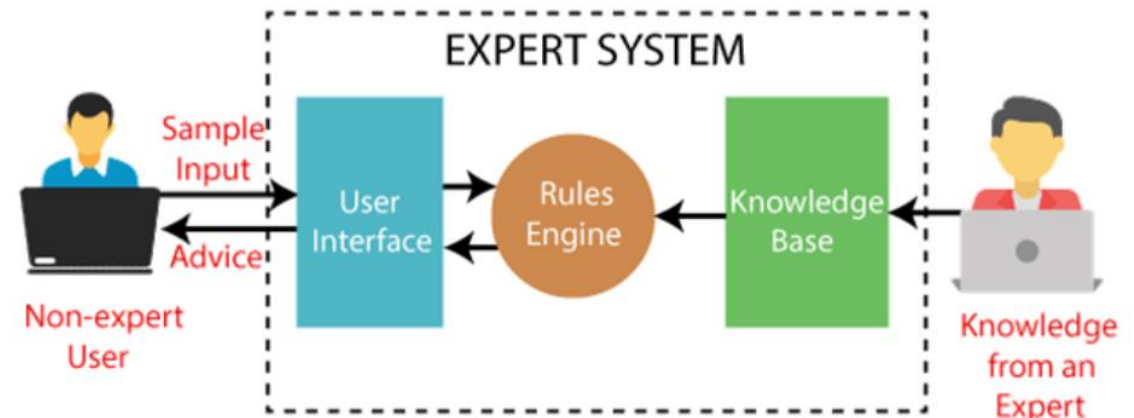 EXPERT SYSTEM
Sample
Input
Advice
Non-expert
User
User
Interface
Rules
Engine
Knowledge
Base
Knowledge
from an
Expert